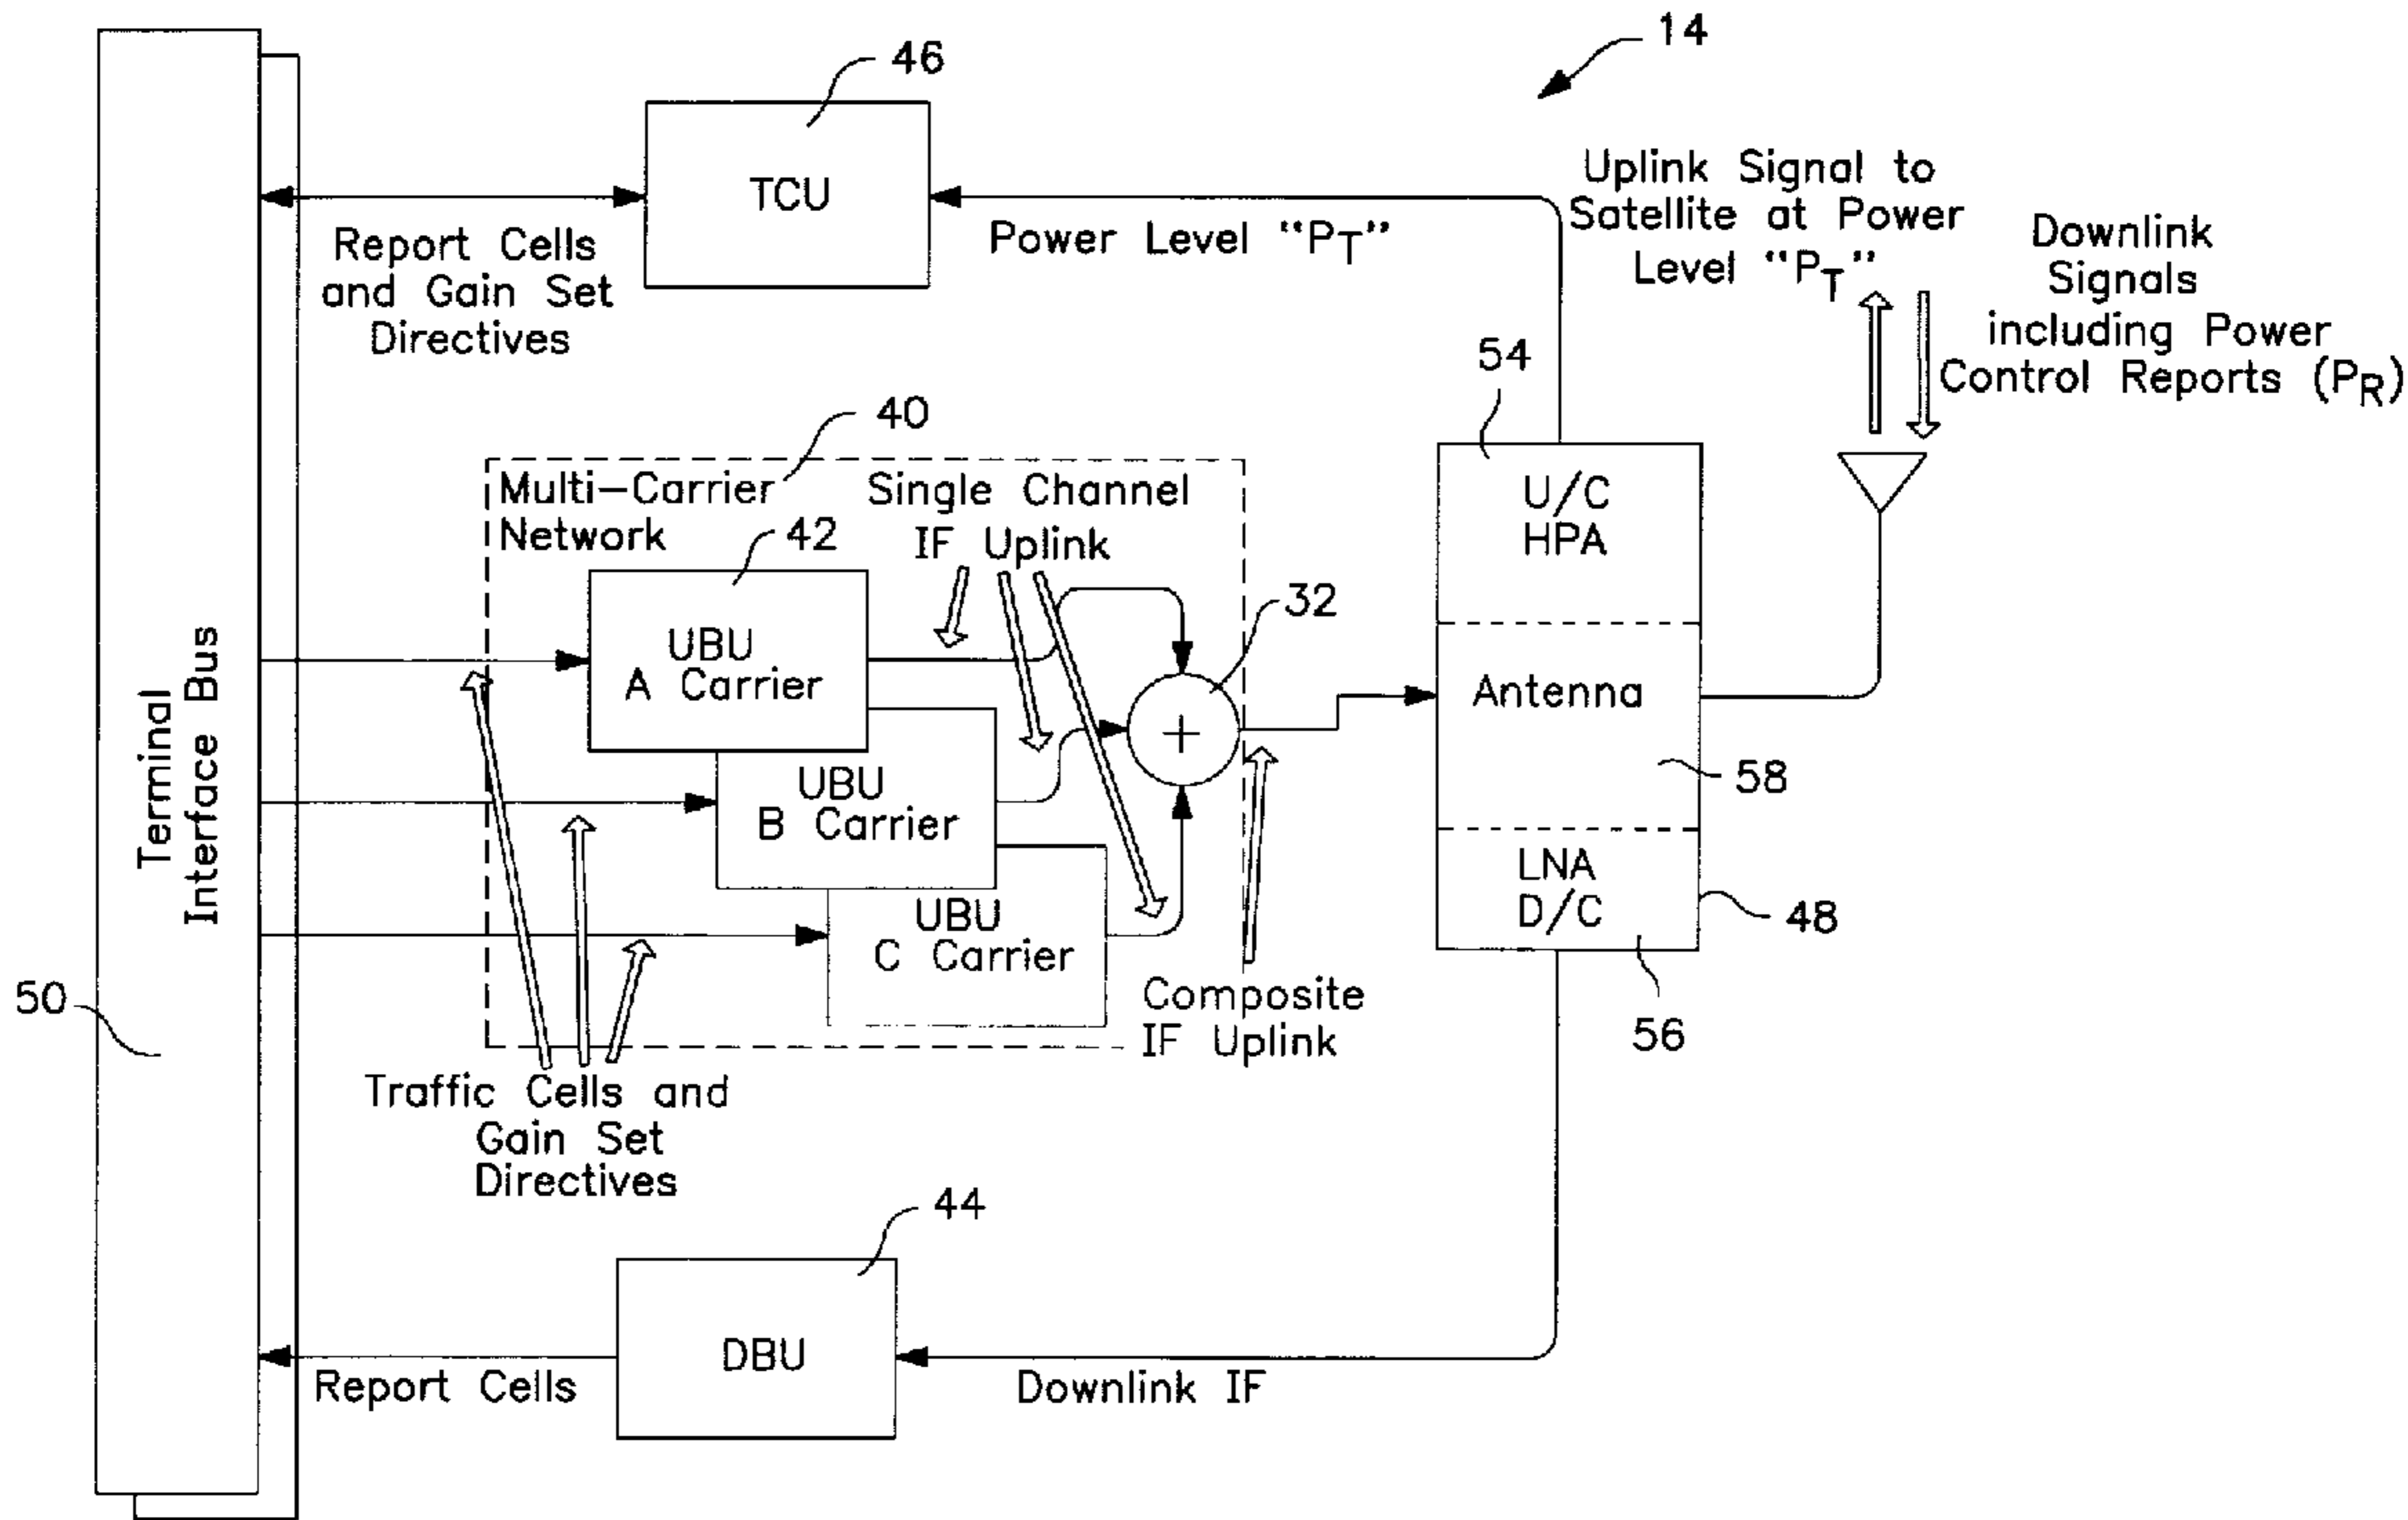 14
46
TCU
Report Cells
and Gain Set
Directives
Power Level "PT"
Uplink Signal to
Satellite at Power
Level "PT"
Downlink
Signals
including Power
Control Reports (PR)
54
40
Multi-Carrier
Network
Single Channel
IF Uplink
42
UBU
A Carrier
UBU
B Carrier
UBU
C Carrier
32
+
U/C
HPA
Antenna
58
LNA
D/C
48
56
Terminal
Interface Bus
50
Composite
IF Uplink
Traffic Cells and
Gain Set
Directives
44
DBU
Report Cells
Downlink IF